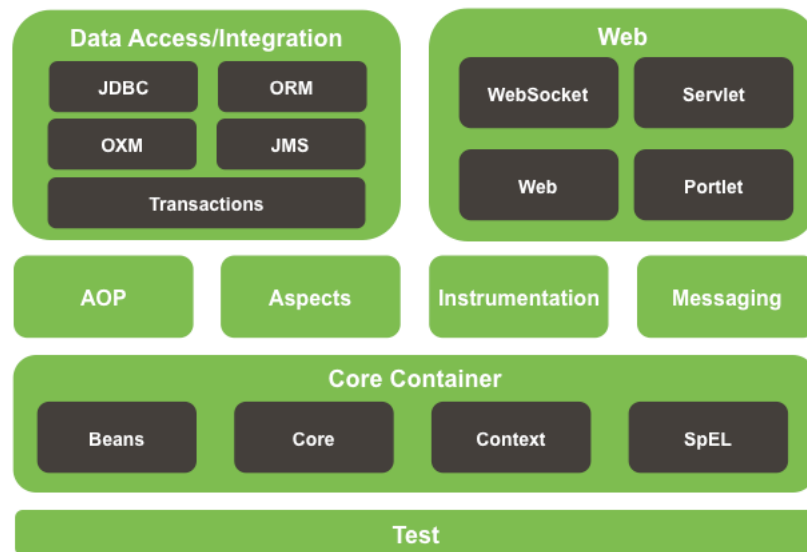 Data Access/Integration
JDBC
ORM
OXM
JMS
Transactions
Web
WebSocket
Servlet
Web
Portlet
AOP
Aspects
Instrumentation
Messaging
Core Container
Beans
Core
Context
SpEL
Test